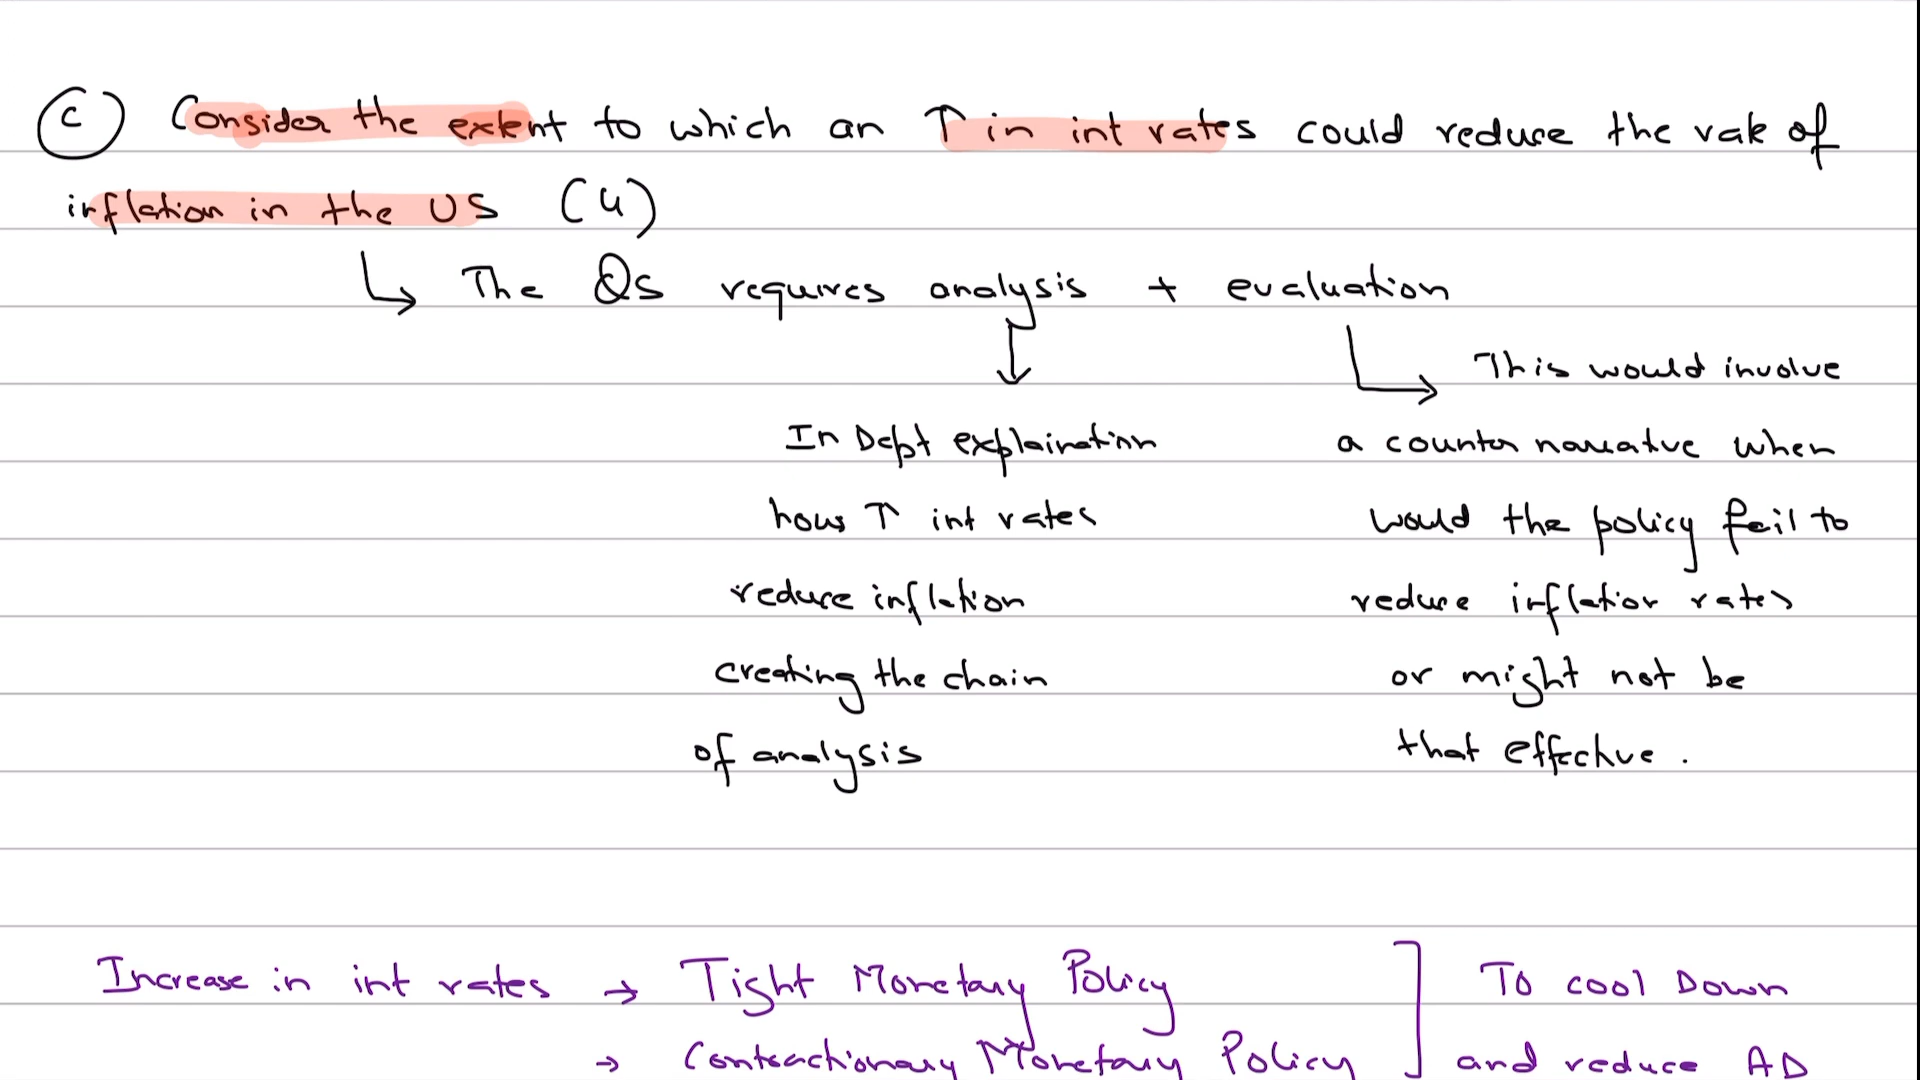 (c) Consider the extent to which an ↑ in int rates could reduce the rate of
inflation in the US (4)
↳ The Qs requires analysis + evaluation
↓
↳ This would involve
In Dept explaination
a counter narrative when
how ↑ int rates
would the policy fail to
reduce inflation
reduce inflation rates
creating the chain
or might not be
of analysis
that effective.
Increase in int rates → Tight Monetary Policy ] To cool Down
→ Contractionary Monetary Policy ] and reduce AD